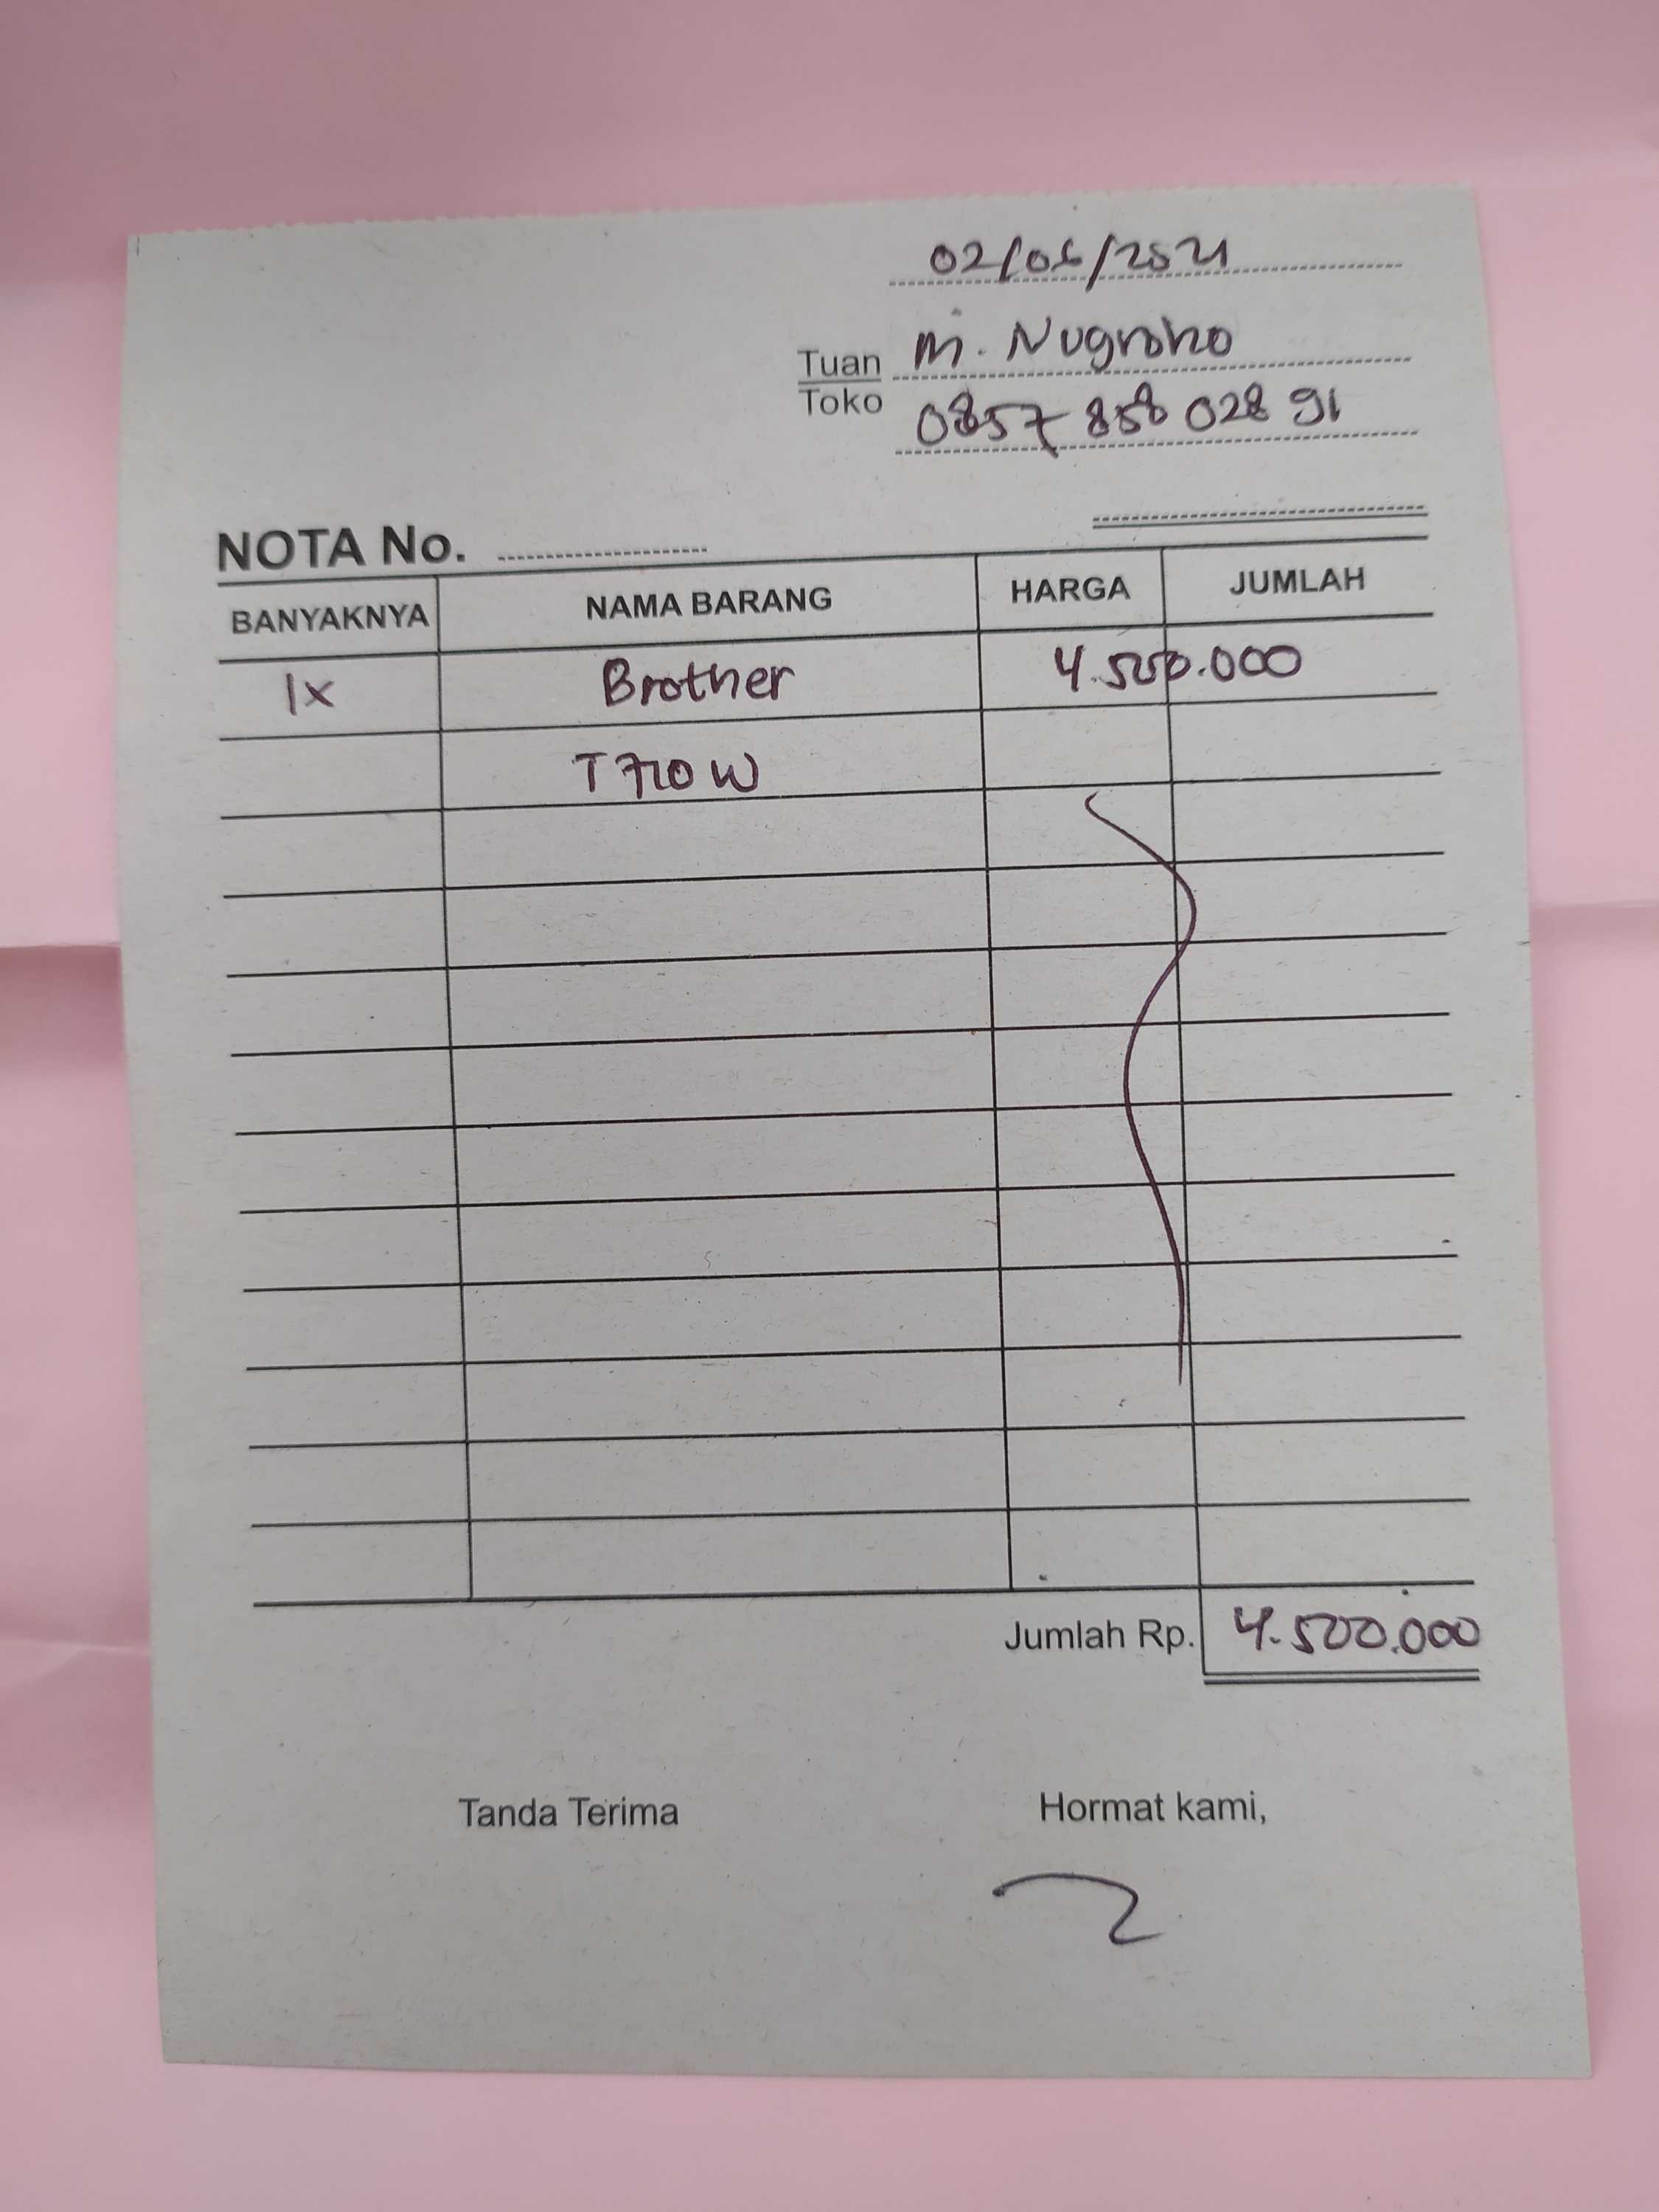 02/06/2021
Tuan M. Nugroho
Toko 0857 858 028 91
NOTA No.
BANYAKNYA NAMA BARANG HARGA JUMLAH
1x Brother 4.500.000
T710W
Jumlah Rp. 4.500.000
Tanda Terima Hormat kami,